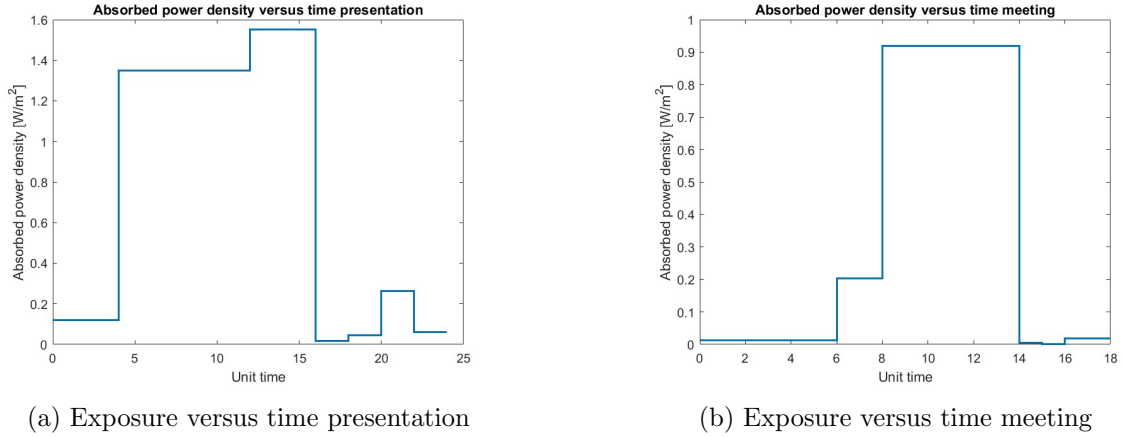 Absorbed power density versus time presentation
1.6
1.4
1.2
1
0.8
0.6
0.4
0.2
0
Absorbed power density [W/m²]
0 5 10 15 20 25
Unit time
(a) Exposure versus time presentation
Absorbed power density versus time meeting
1
0.9
0.8
0.7
0.6
0.5
0.4
0.3
0.2
0.1
0
Absorbed power density [W/m²]
0 2 4 6 8 10 12 14 16 18
Unit time
(b) Exposure versus time meeting